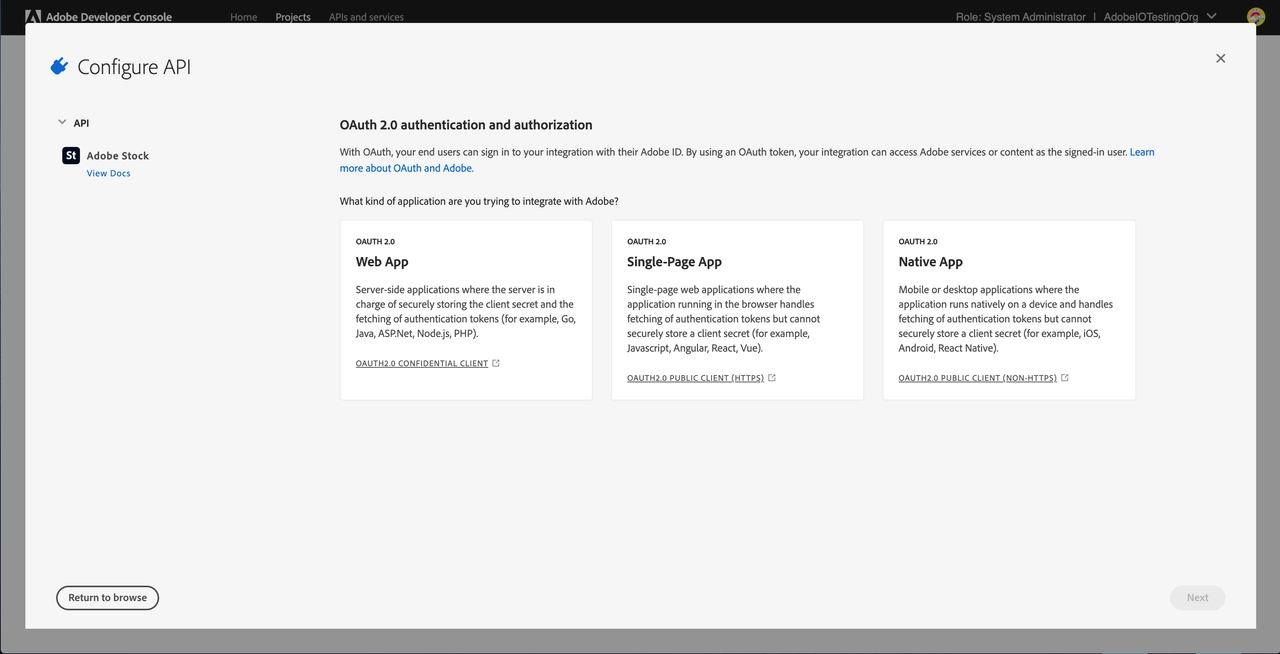 Adobe Developer Console Home Projects APIs and services Role: System Administrator | AdobeIOTestingOrg
Configure API
API
St Adobe Stock
View Docs
OAuth 2.0 authentication and authorization
With OAuth, your end users can sign in to your integration with their Adobe ID. By using an OAuth token, your integration can access Adobe services or content as the signed-in user. Learn
more about OAuth and Adobe.
What kind of application are you trying to integrate with Adobe?
OAUTH 2.0
Web App
Server-side applications where the server is in
charge of securely storing the client secret and the
fetching of authentication tokens (for example, Go,
Java, ASP.Net, Node.js, PHP).
OAUTH2.0 CONFIDENTIAL CLIENT
OAUTH 2.0
Single-Page App
Single-page web applications where the
application running in the browser handles
fetching of authentication tokens but cannot
securely store a client secret (for example,
Javascript, Angular, React, Vue).
OAUTH2.0 PUBLIC CLIENT (HTTPS)
OAUTH 2.0
Native App
Mobile or desktop applications where the
application runs natively on a device and handles
fetching of authentication tokens but cannot
securely store a client secret (for example, iOS,
Android, React Native).
OAUTH2.0 PUBLIC CLIENT (NON-HTTPS)
Return to browse
Next